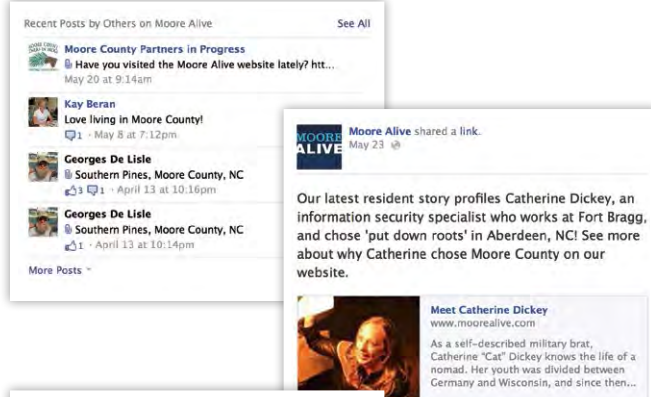 Recent Posts by Others on Moore Alive See All
Moore County Partners in Progress
Have you visited the Moore Alive website lately? htt...
May 20 at 9:14am
Kay Beran
Love living in Moore County!
1 · May 8 at 7:12pm
Georges De Lisle
Southern Pines, Moore County, NC
3 1 · April 13 at 10:16pm
Georges De Lisle
Southern Pines, Moore County, NC
1 · April 13 at 10:14pm
More Posts
MOORE
ALIVE
Moore Alive shared a link.
May 23
Our latest resident story profiles Catherine Dickey, an
information security specialist who works at Fort Bragg,
and chose 'put down roots' in Aberdeen, NC! See more
about why Catherine chose Moore County on our
website.
Meet Catherine Dickey
www.moorealive.com
As a self-described military brat,
Catherine "Cat" Dickey knows the life of a
nomad. Her youth was divided between
Germany and Wisconsin, and since then...